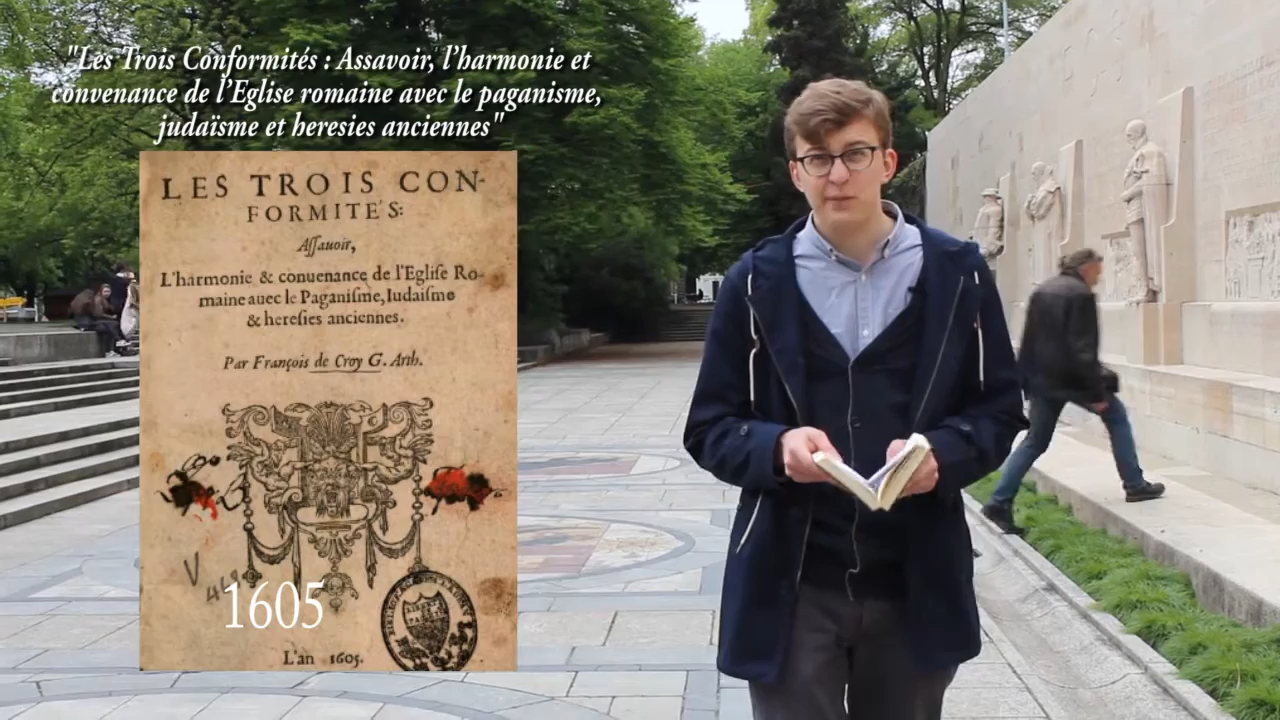 "Les Trois Conformités : Assavoir, l'harmonie et
convenance de l'Eglise romaine avec le paganisme,
judaïsme et heresies anciennes"
LES TROIS CON-
FORMITE'S:
Aſſauoir,
L'harmonie & conuenance de l'Egliſe Ro-
maine auec le Paganiſme, Iudaiſme
& hereſies anciennes.
Par François de Croy G. Arth.
V
1605
L'an 1605.